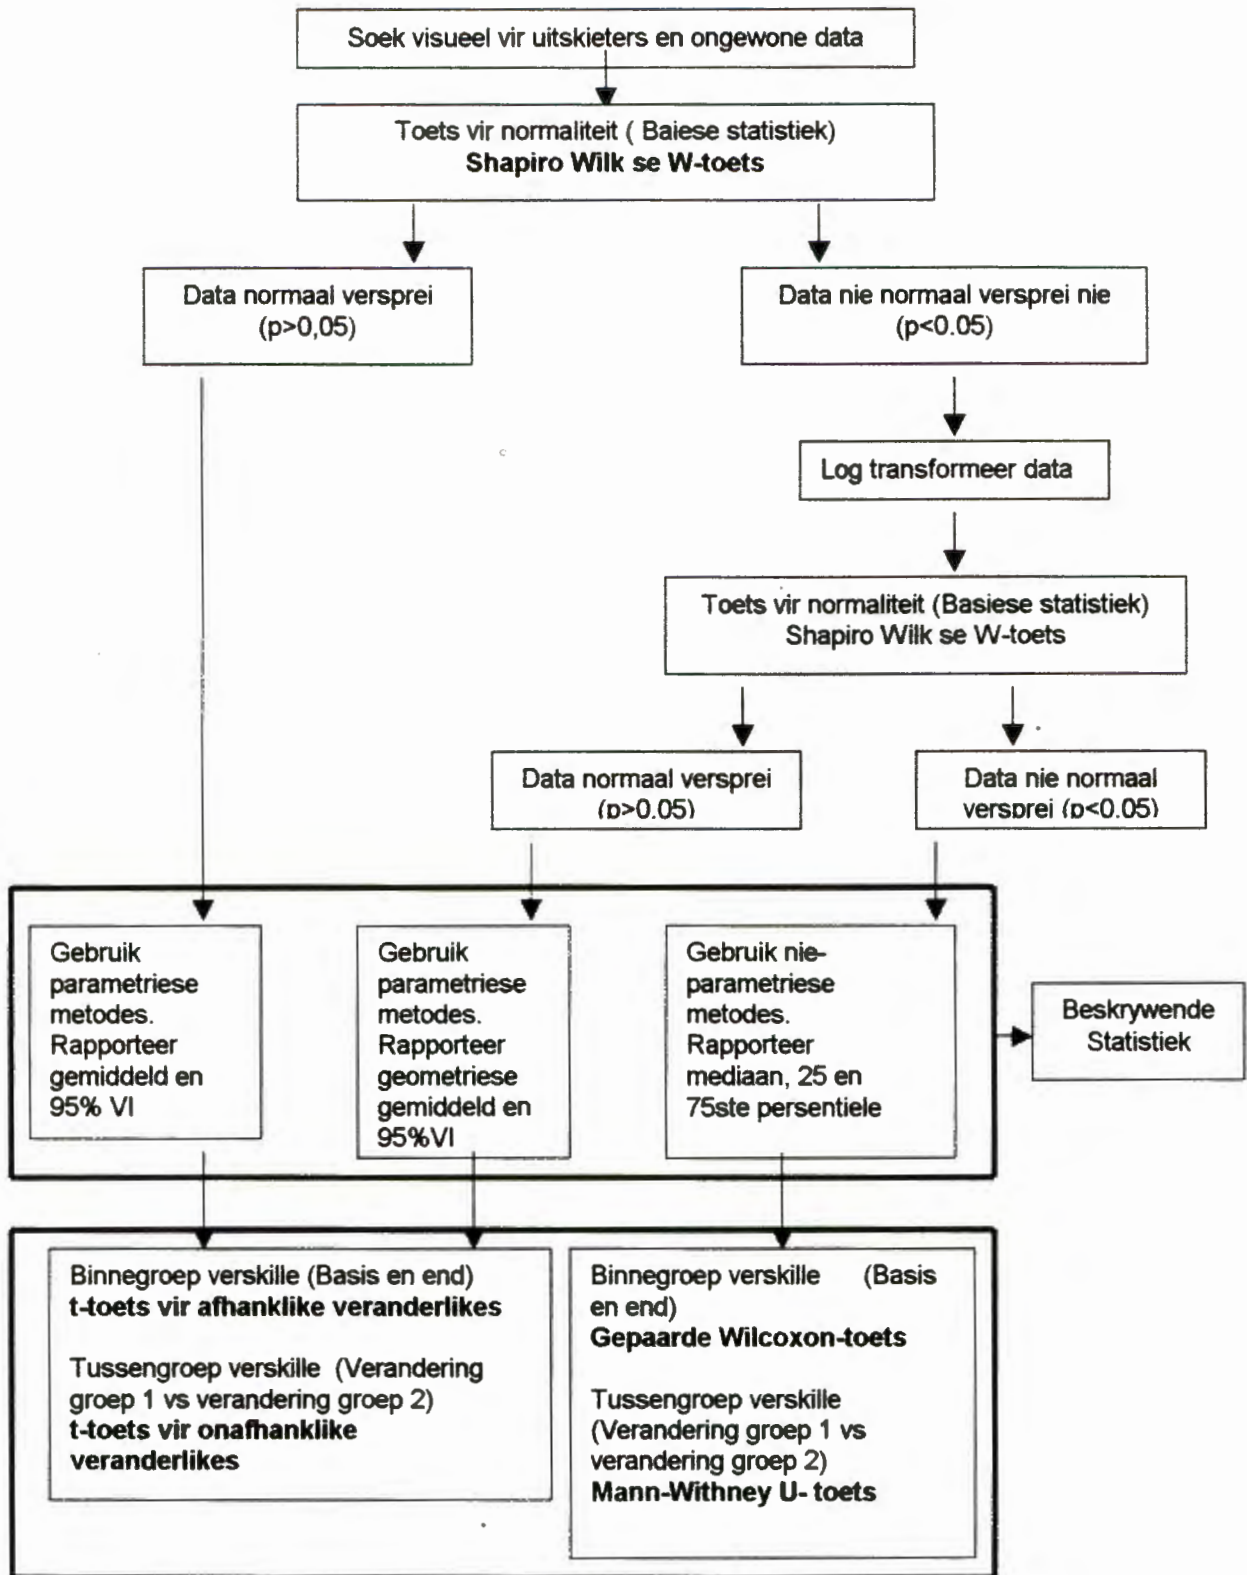 Soek visueel vir uitskieters en ongewone data
Toets vir normaliteit ( Baiese statistiek)
Shapiro Wilk se W-toets
Data normaal versprei
(p>0,05)
Data nie normaal versprei nie
(p<0.05)
Log transformeer data
Toets vir normaliteit (Basiese statistiek)
Shapiro Wilk se W-toets
Data normaal versprei
(p>0.05)
Data nie normaal
versprei (p<0.05)
Gebruik
parametriese
metodes.
Rapporteer
gemiddeld en
95% VI
Gebruik
parametriese
metodes.
Rapporteer
geometriese
gemiddeld en
95%VI
Gebruik nie-
parametriese
metodes.
Rapporteer
mediaan, 25 en
75ste persentiele
Beskrywende
Statistiek
Binnegroep verskille (Basis en end)
t-toets vir afhanklike veranderlikes
Tussengroep verskille (Verandering
groep 1 vs verandering groep 2)
t-toets vir onafhanklike
veranderlikes
Binnegroep verskille (Basis
en end)
Gepaarde Wilcoxon-toets
Tussengroep verskille
(Verandering groep 1 vs
verandering groep 2)
Mann-Withney U- toets